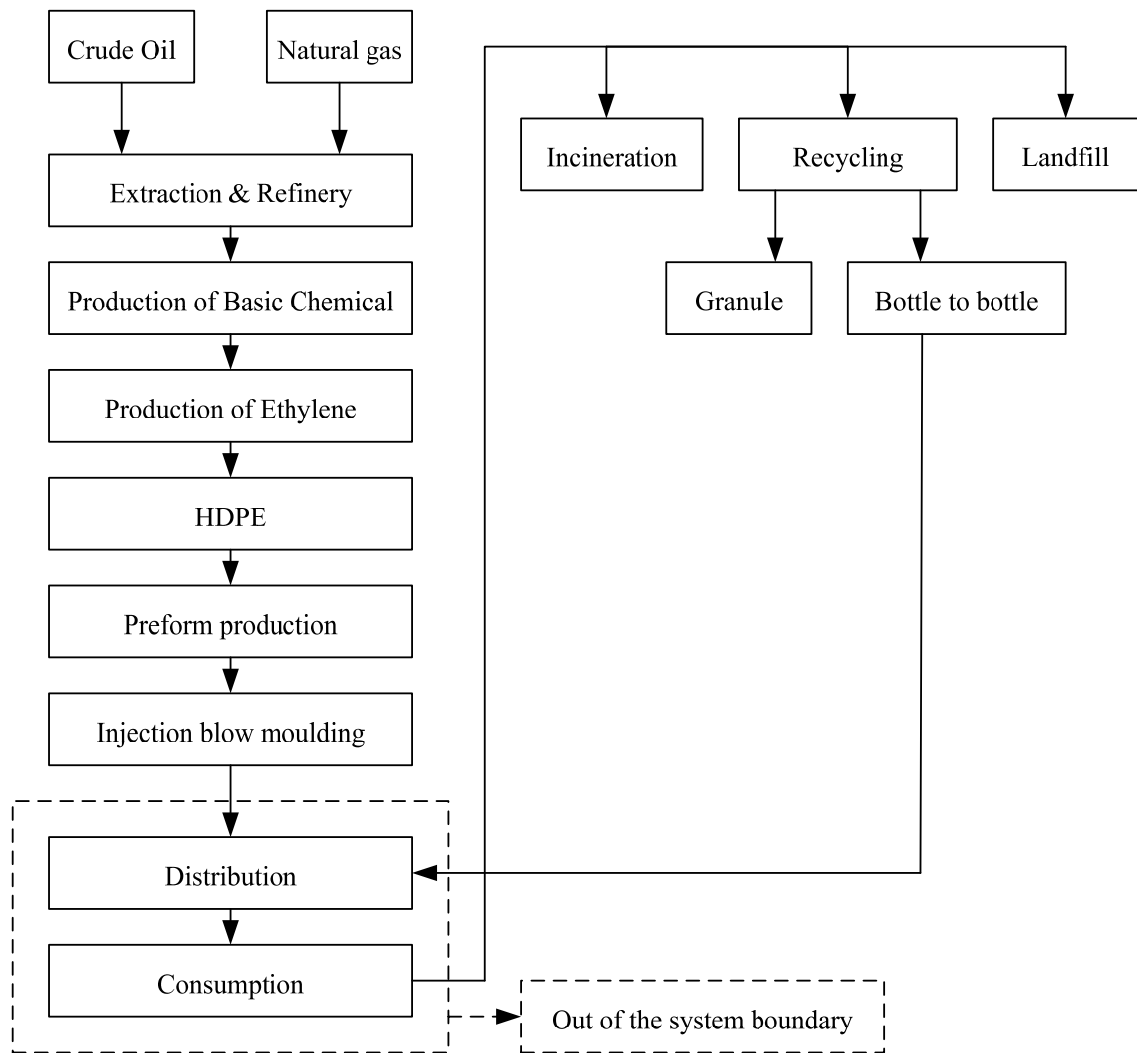 Crude Oil
Natural gas
Extraction & Refinery
Production of Basic Chemical
Production of Ethylene
HDPE
Preform production
Injection blow moulding
Distribution
Consumption
Incineration
Recycling
Landfill
Granule
Bottle to bottle
Out of the system boundary